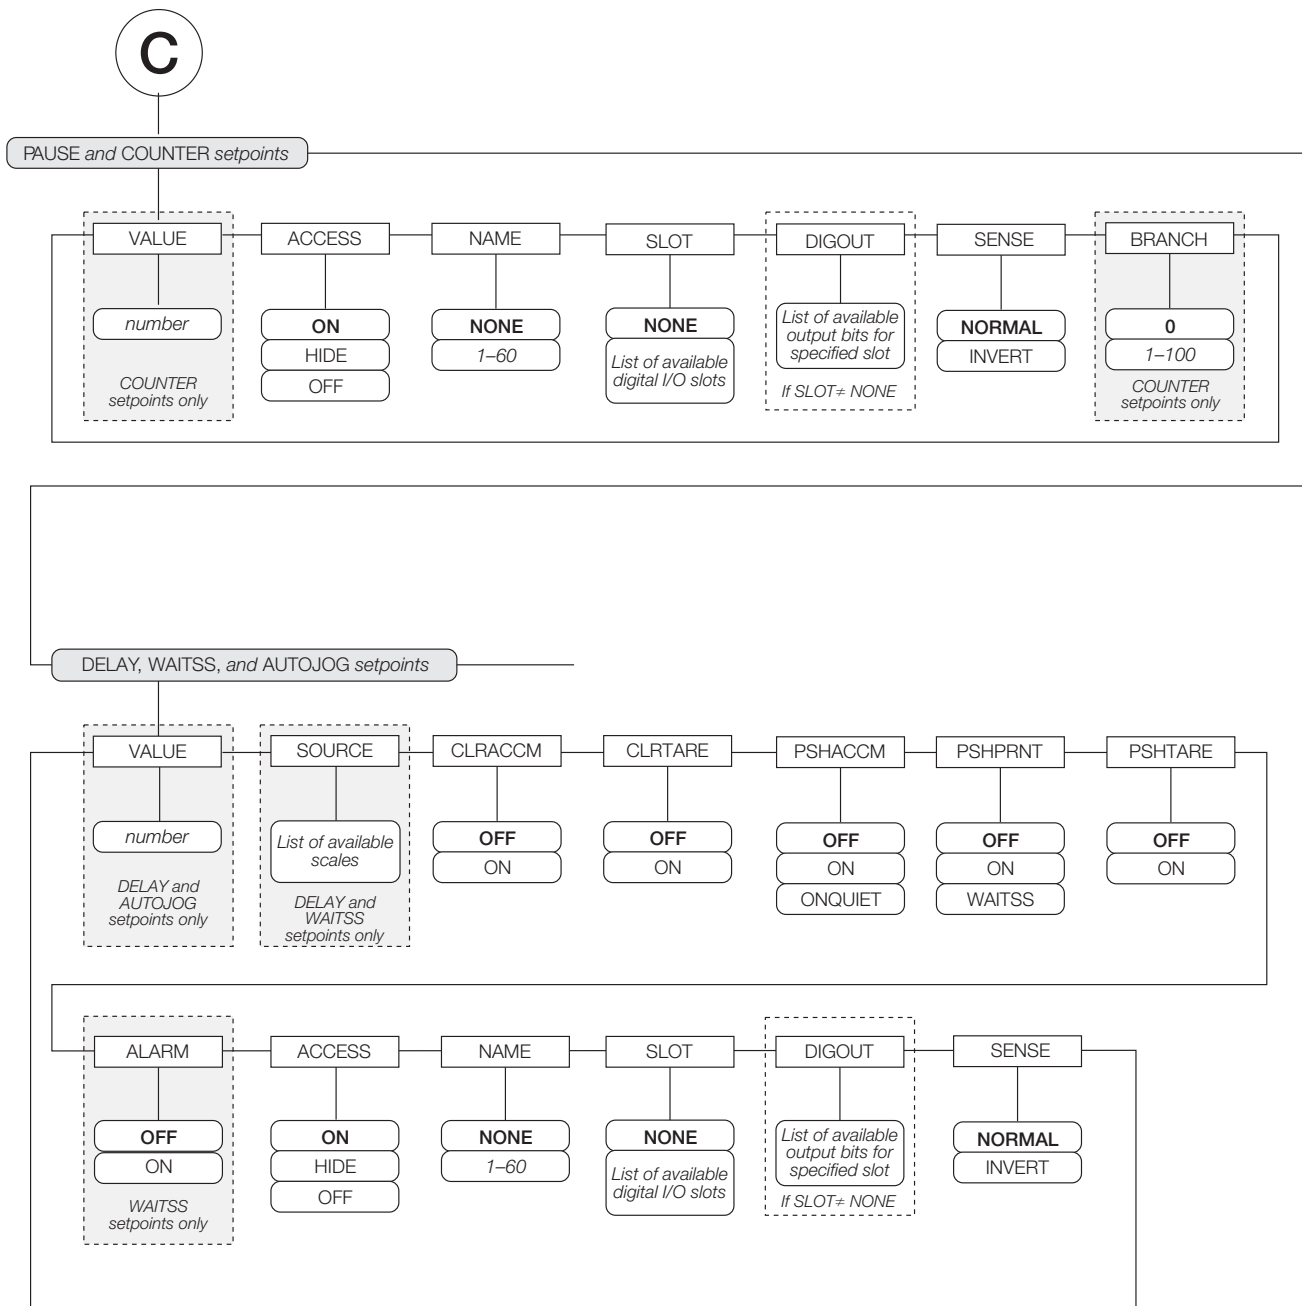 C
PAUSE and COUNTER setpoints
VALUE
ACCESS
NAME
SLOT
DIGOUT
SENSE
BRANCH
number
COUNTER
setpoints only
ON
HIDE
OFF
NONE
1–60
NONE
List of available
digital I/O slots
List of available
output bits for
specified slot
If SLOT≠ NONE
NORMAL
INVERT
0
1–100
COUNTER
setpoints only
DELAY, WAITSS, and AUTOJOG setpoints
VALUE
SOURCE
CLRACCM
CLRTARE
PSHACCM
PSHPRNT
PSHTARE
number
DELAY and
AUTOJOG
setpoints only
List of available
scales
DELAY and
WAITSS
setpoints only
OFF
ON
OFF
ON
OFF
ON
ONQUIET
OFF
ON
WAITSS
OFF
ON
ALARM
ACCESS
NAME
SLOT
DIGOUT
SENSE
OFF
ON
WAITSS
setpoints only
ON
HIDE
OFF
NONE
1–60
NONE
List of available
digital I/O slots
List of available
output bits for
specified slot
If SLOT≠ NONE
NORMAL
INVERT